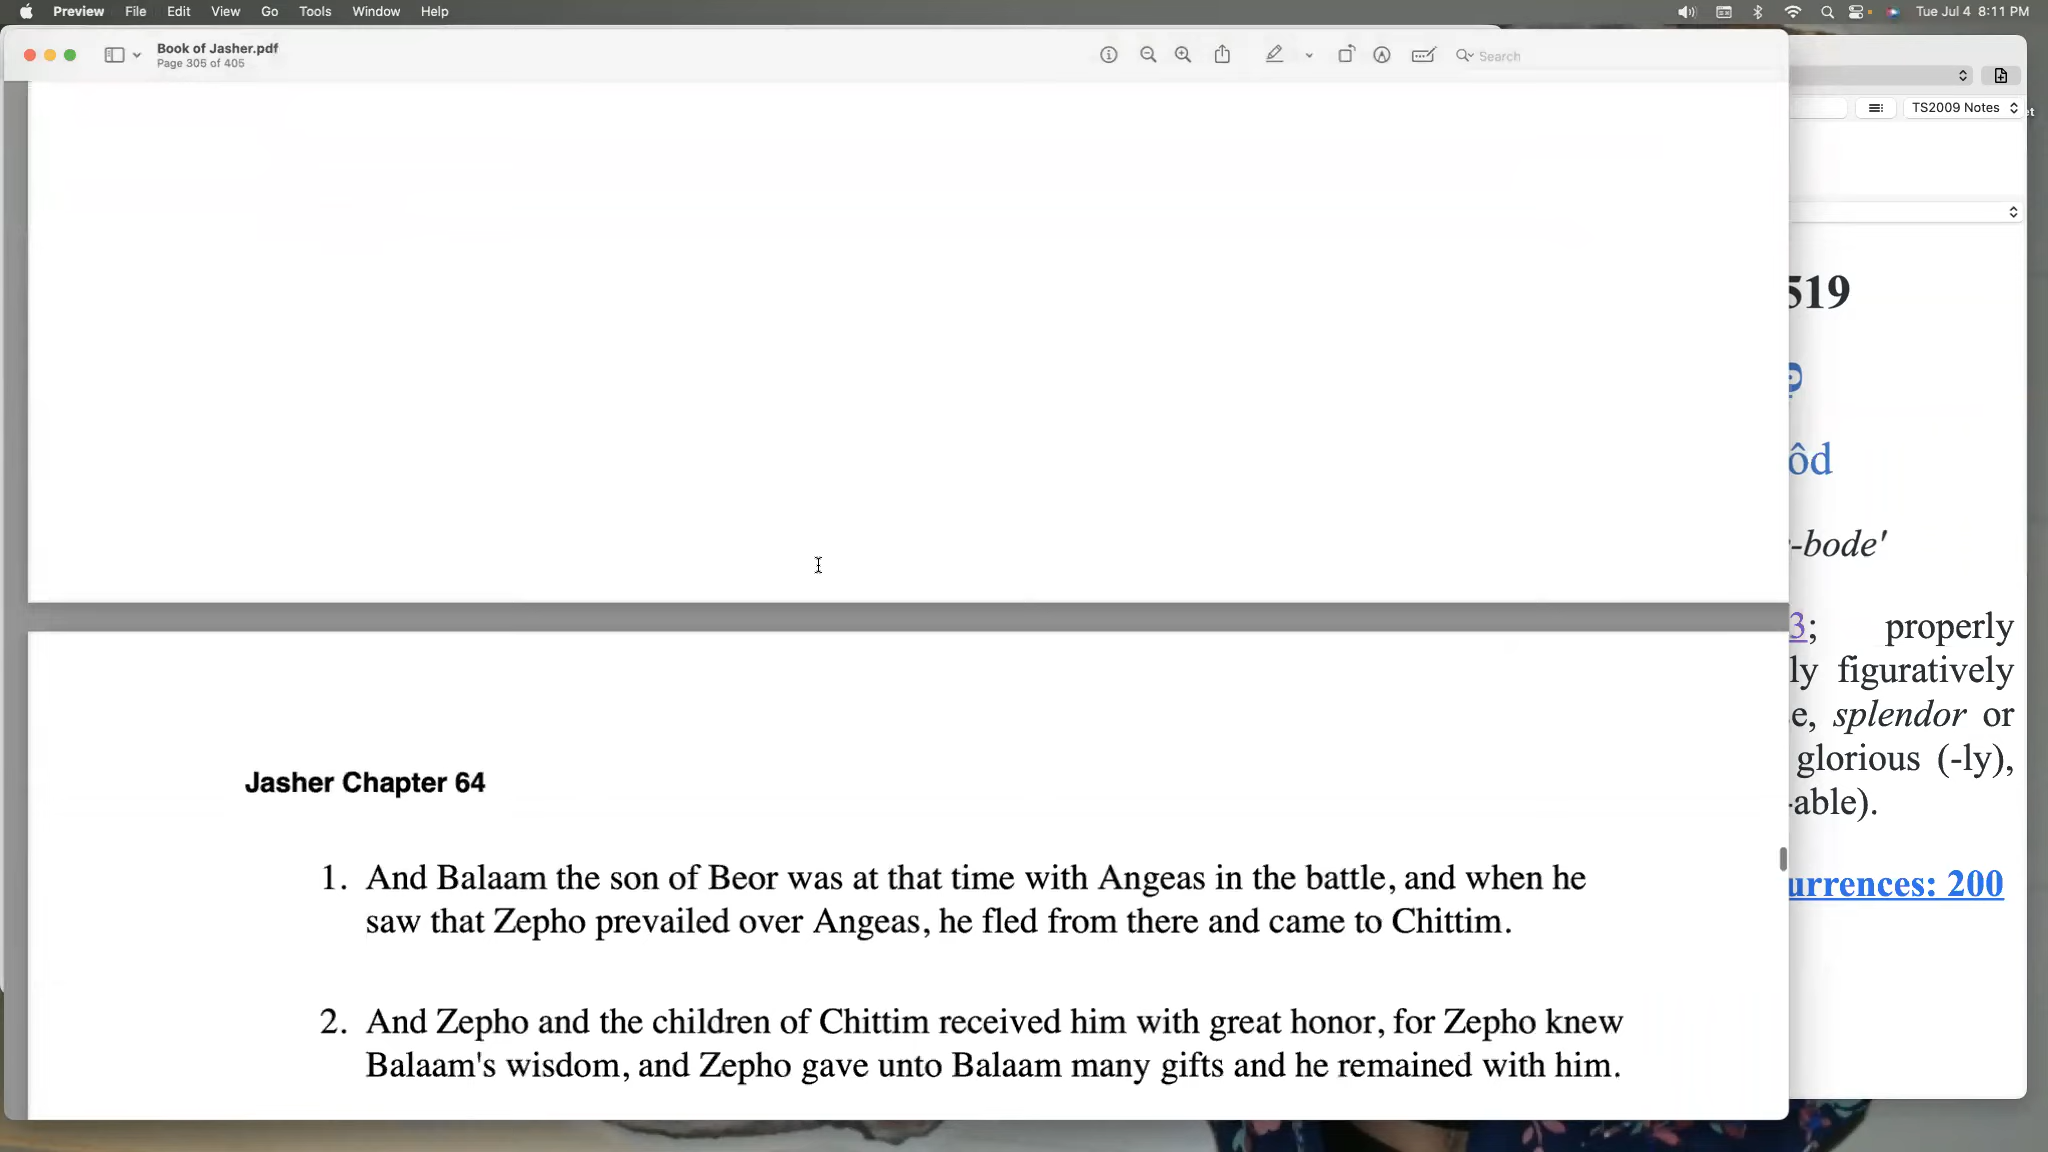 Preview File Edit View Go Tools Window Help Tue Jul 4 8:11 PM
Book of Jasher.pdf
Page 305 of 405
Search
TS2009 Notes
519
ôd
-bode'
3; properly
ly figuratively
e, splendor or
glorious (-ly),
-able).
urrences: 200
Jasher Chapter 64
1. And Balaam the son of Beor was at that time with Angeas in the battle, and when he
saw that Zepho prevailed over Angeas, he fled from there and came to Chittim.
2. And Zepho and the children of Chittim received him with great honor, for Zepho knew
Balaam's wisdom, and Zepho gave unto Balaam many gifts and he remained with him.